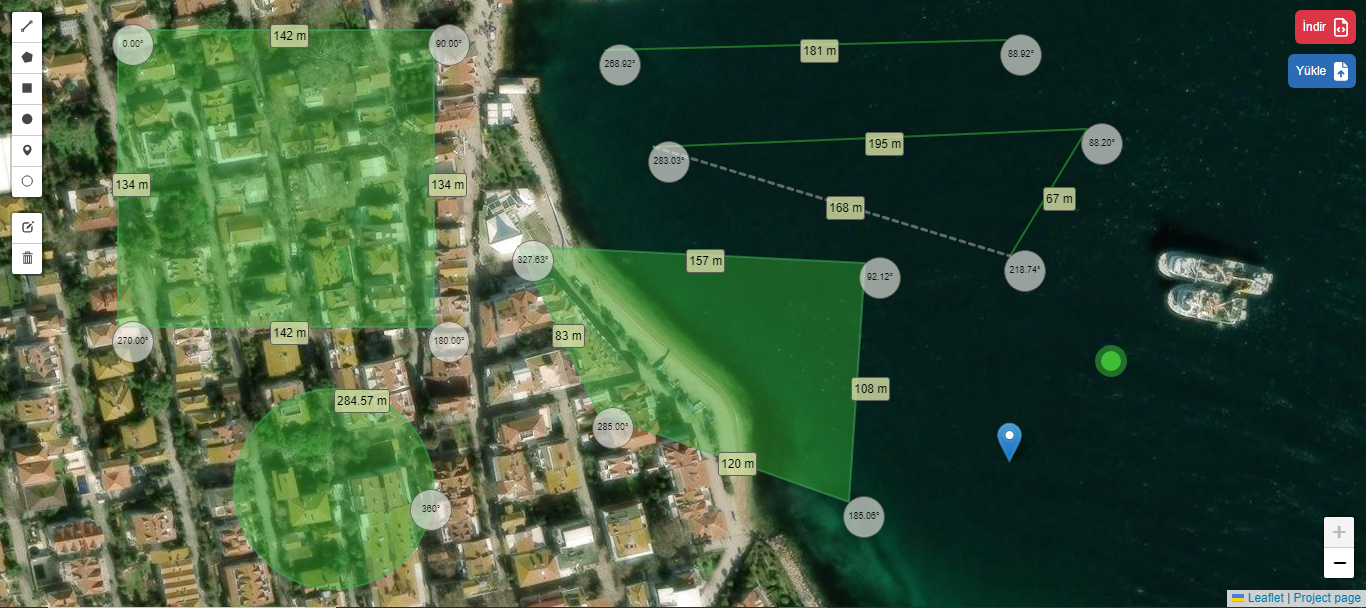 0.00°
142 m
90.00°
268.92°
181 m
88.92°
İndir
Yükle
134 m
134 m
283.03°
195 m
88.20°
168 m
67 m
327.63°
157 m
92.12°
218.74°
270.00°
142 m
180.00°
83 m
108 m
284.57 m
285.00°
120 m
360°
185.06°
+
−
Leaflet | Project page